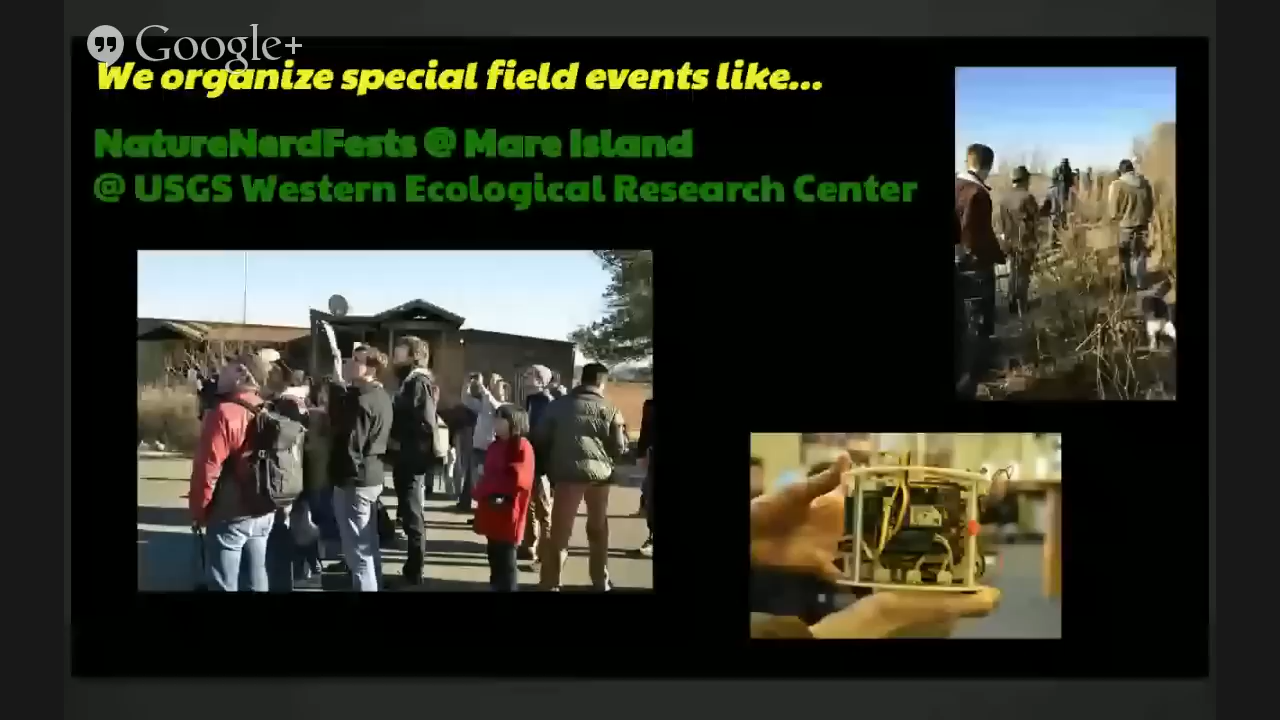 Google+
We organize special field events like...
NatureNerdFests @ Mare Island
@ USGS Western Ecological Research Center